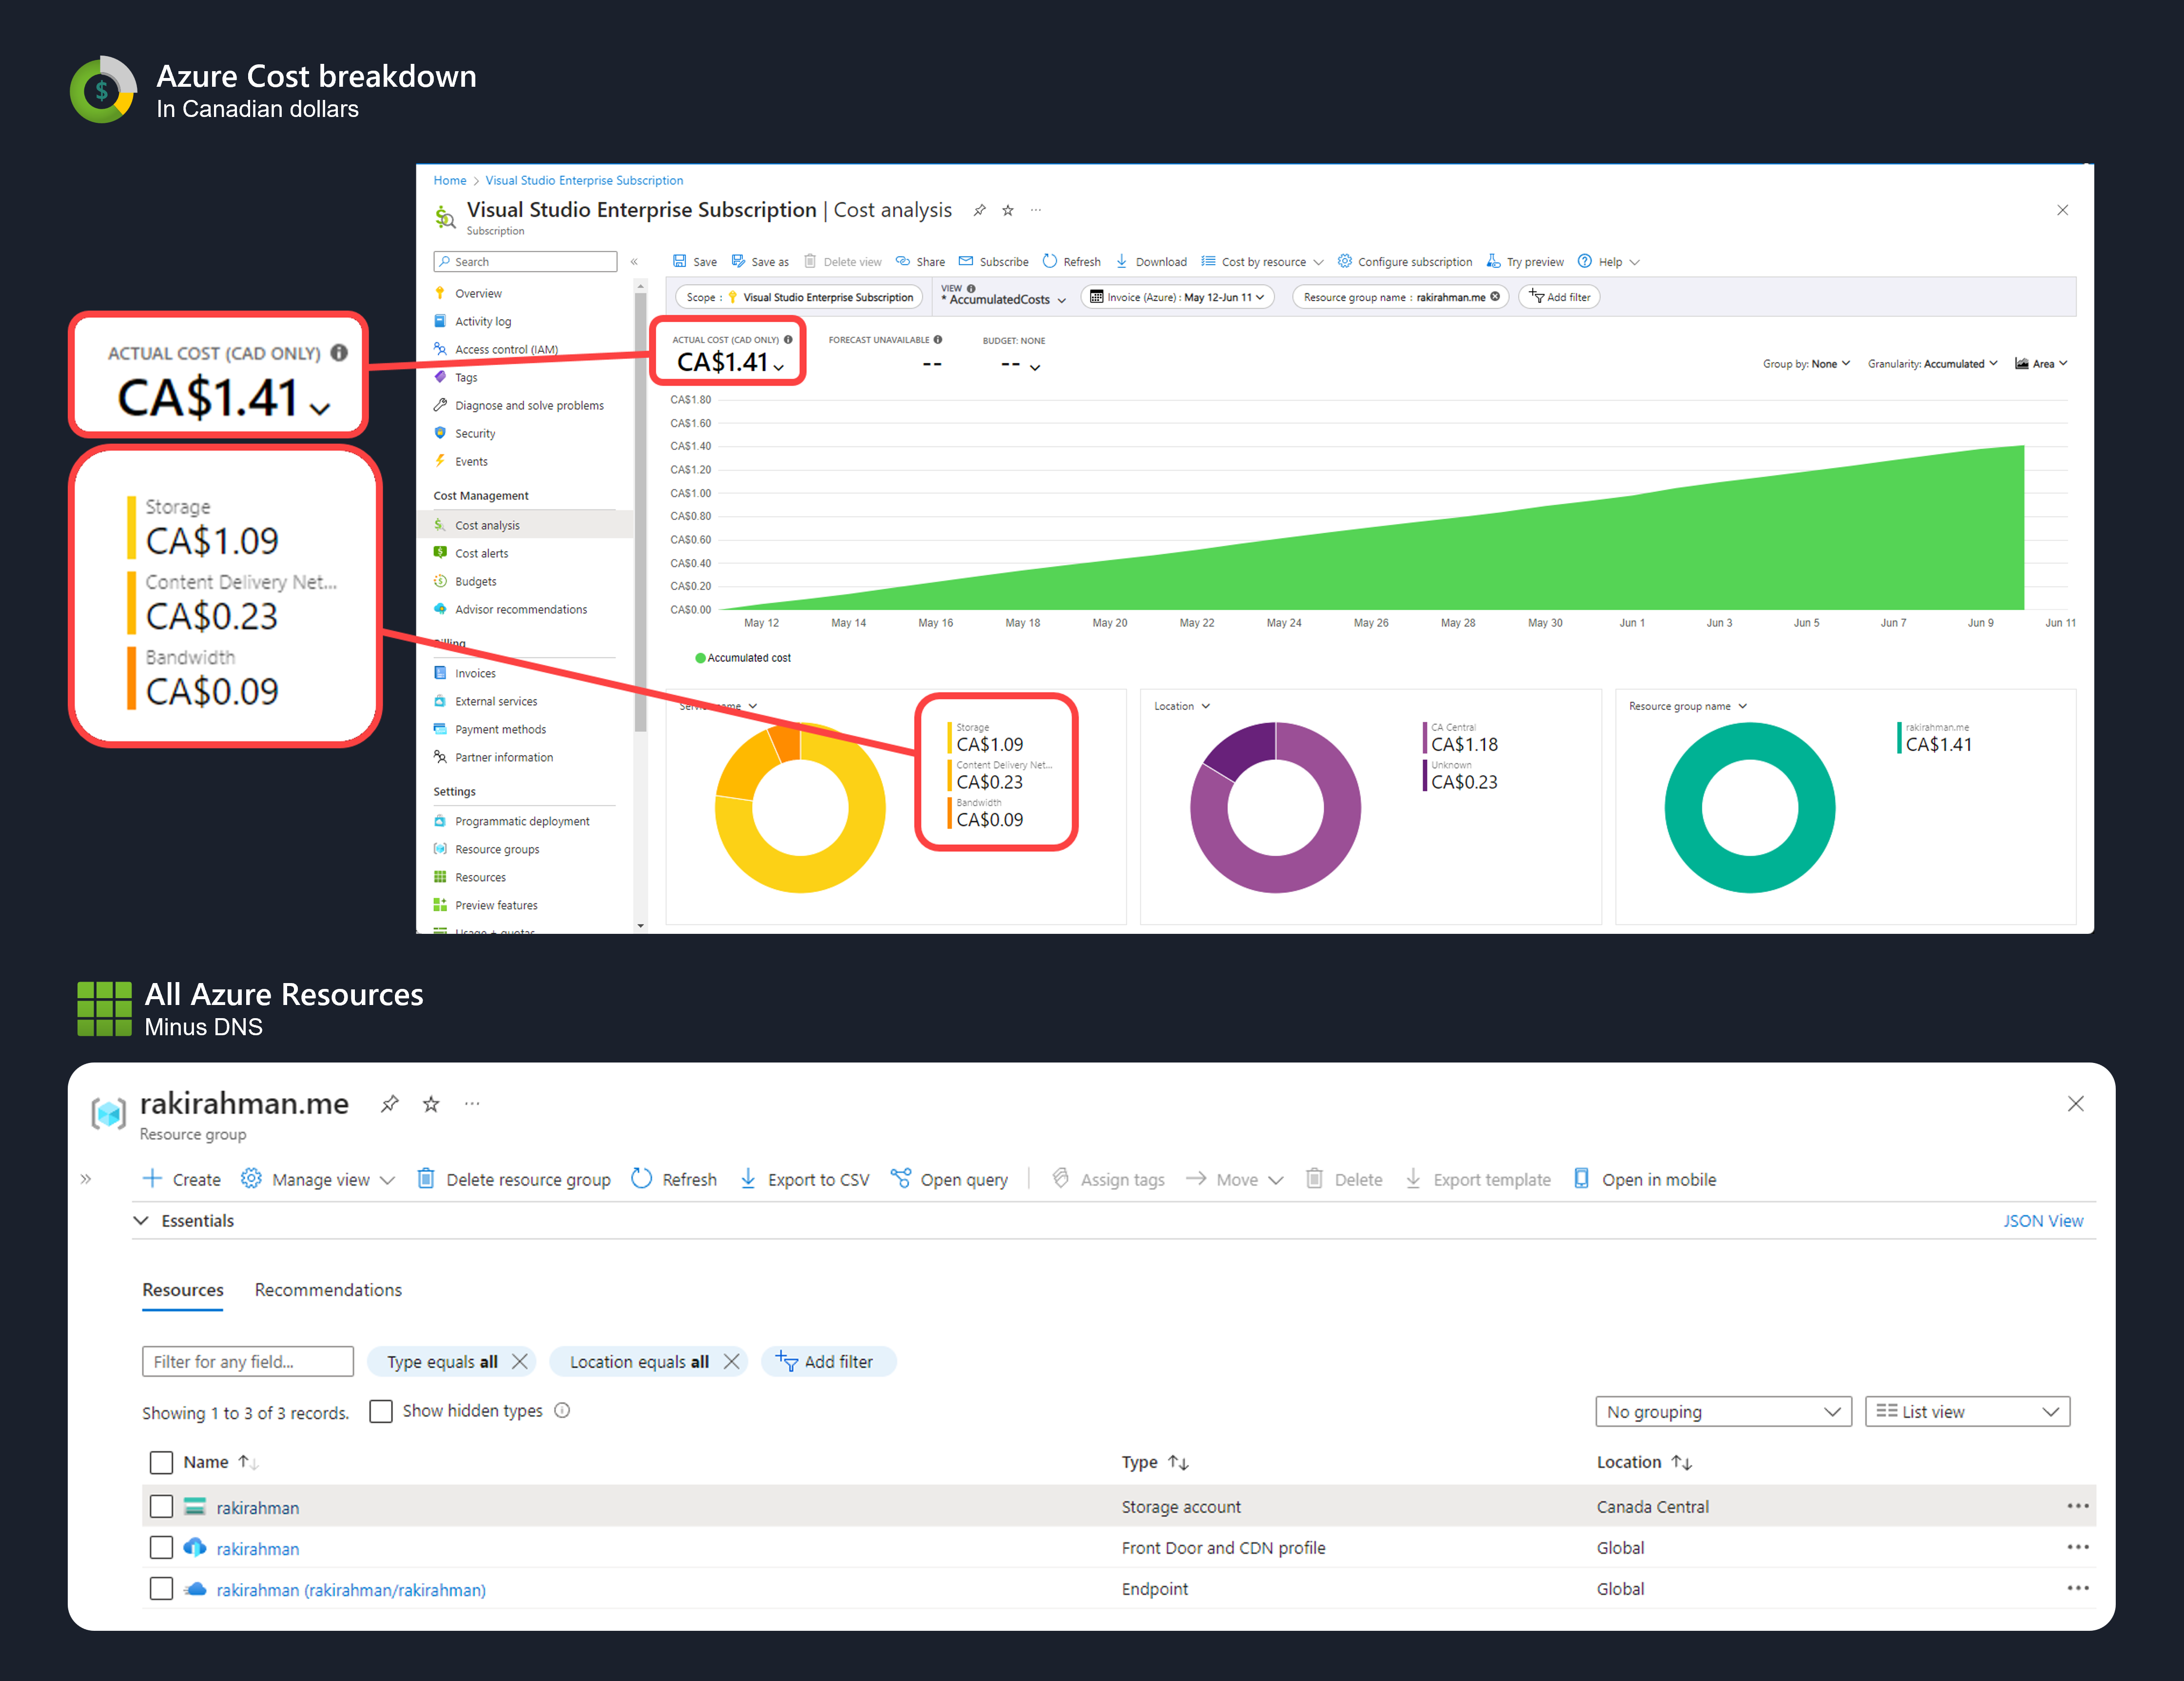 Azure Cost breakdown
In Canadian dollars
Home > Visual Studio Enterprise Subscription
Visual Studio Enterprise Subscription | Cost analysis
Subscription
Search
Overview
Activity log
Access control (IAM)
Tags
Diagnose and solve problems
Security
Events
Cost Management
Cost analysis
Cost alerts
Budgets
Advisor recommendations
Billing
Invoices
External services
Payment methods
Partner information
Settings
Programmatic deployment
Resource groups
Resources
Preview features
Usage + quotas
Save Save as Delete view Share Subscribe Refresh Download Cost by resource Configure subscription Try preview Help
Scope : Visual Studio Enterprise Subscription
VIEW
* AccumulatedCosts
Invoice (Azure) : May 12-Jun 11
Resource group name : rakirahman.me
Add filter
ACTUAL COST (CAD ONLY)
CA$1.41
FORECAST UNAVAILABLE
--
BUDGET: NONE
--
Group by: None Granularity: Accumulated Area
CA$1.80
CA$1.60
CA$1.40
CA$1.20
CA$1.00
CA$0.80
CA$0.60
CA$0.40
CA$0.20
CA$0.00
May 12 May 14 May 16 May 18 May 20 May 22 May 24 May 26 May 28 May 30 Jun 1 Jun 3 Jun 5 Jun 7 Jun 9 Jun 11
Accumulated cost
Storage
CA$1.09
Content Delivery Net...
CA$0.23
Bandwidth
CA$0.09
Location
CA Central
CA$1.18
Unknown
CA$0.23
Resource group name
rakirahman.me
CA$1.41
ACTUAL COST (CAD ONLY)
CA$1.41
Storage
CA$1.09
Content Delivery Net...
CA$0.23
Bandwidth
CA$0.09
All Azure Resources
Minus DNS
rakirahman.me
Resource group
Create Manage view Delete resource group Refresh Export to CSV Open query Assign tags Move Delete Export template Open in mobile
Essentials
JSON View
Resources Recommendations
Filter for any field...
Type equals all
Location equals all
Add filter
Showing 1 to 3 of 3 records.
Show hidden types
No grouping
List view
Name Type Location
rakirahman Storage account Canada Central
rakirahman Front Door and CDN profile Global
rakirahman (rakirahman/rakirahman) Endpoint Global